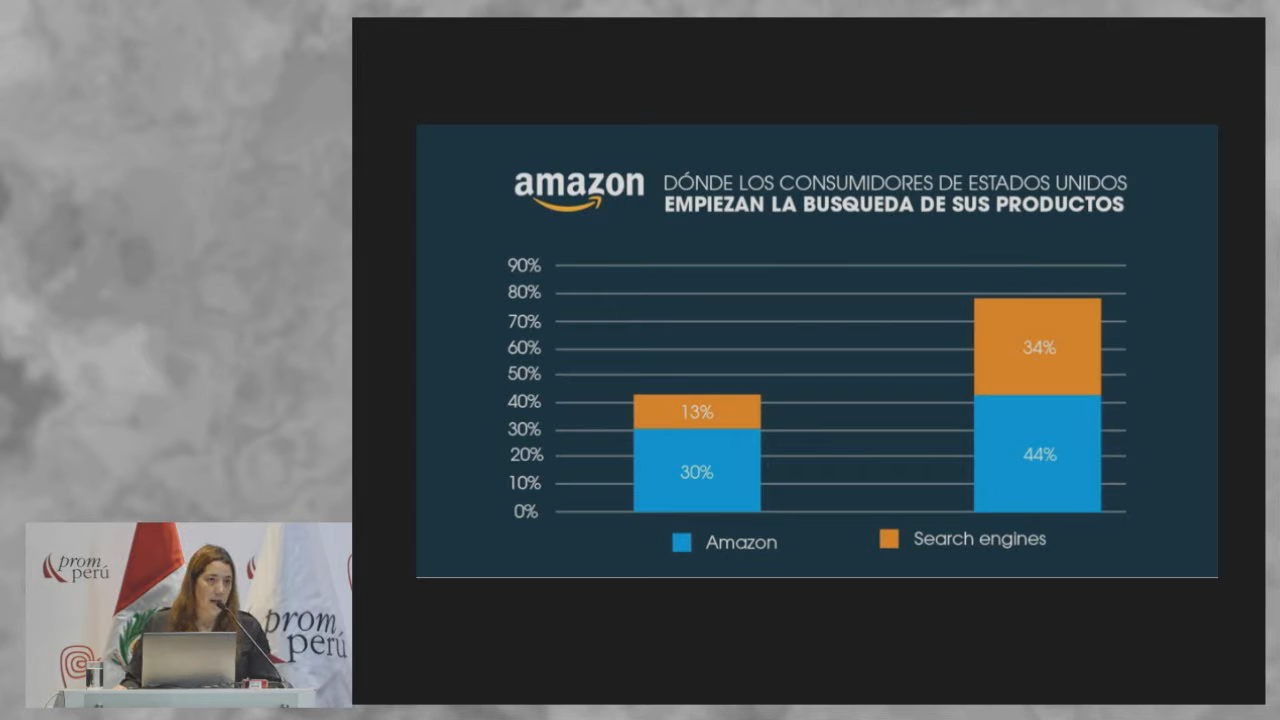 amazon
DÓNDE LOS CONSUMIDORES DE ESTADOS UNIDOS
EMPIEZAN LA BUSQUEDA DE SUS PRODUCTOS
90%
80%
70%
60%
50%
40%
30%
20%
10%
0%
13%
30%
34%
44%
Amazon
Search engines
prom
perú
prom
perú